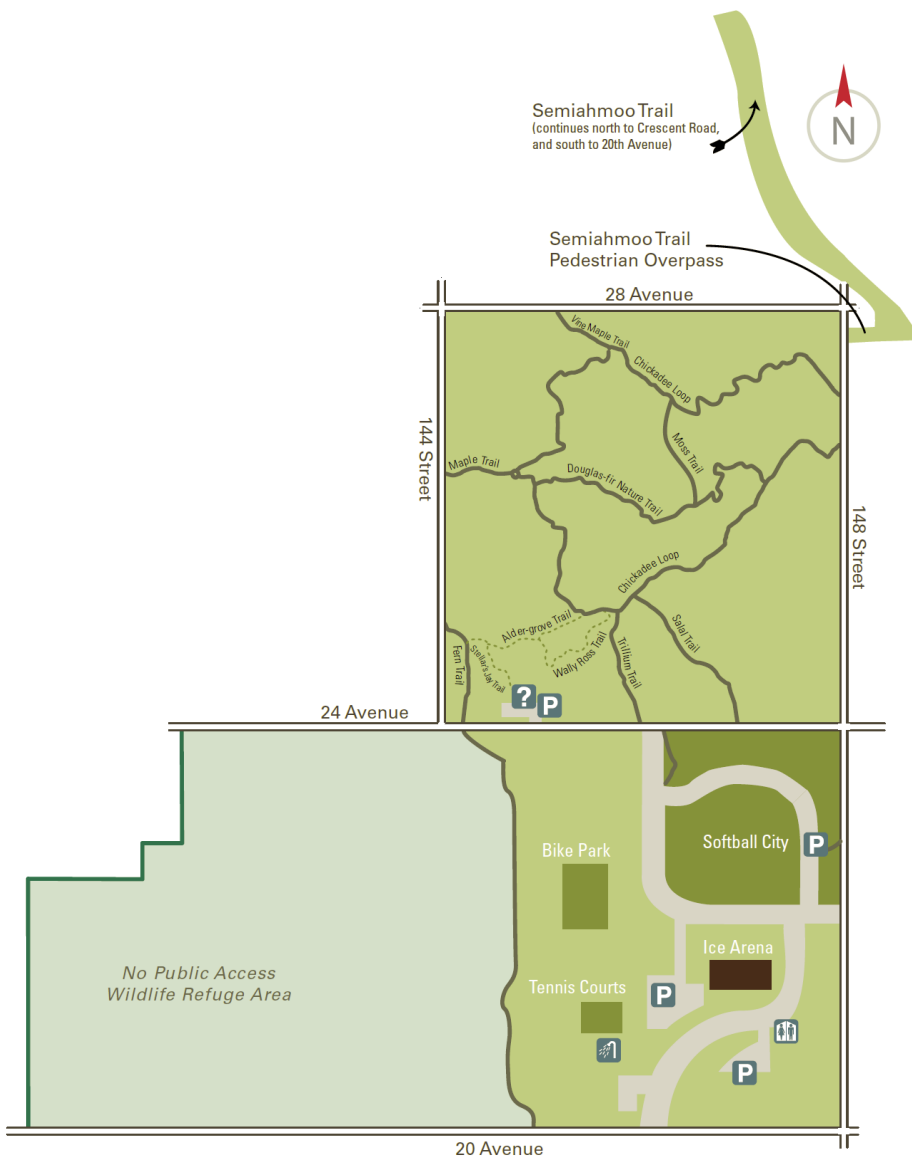 Semiahmoo Trail
(continues north to Crescent Road,
and south to 20th Avenue)
N
Semiahmoo Trail
Pedestrian Overpass
28 Avenue
Vine Maple Trail
Chickadee Loop
144 Street
Moss Trail
Maple Trail
Douglas-fir Nature Trail
148 Street
Chickadee Loop
Alder-grove Trail
Salal Trail
Fern Trail
Stellar's Jay Trail
Wally Ross Trail
Trillium Trail
?
P
24 Avenue
Softball City
P
Bike Park
Ice Arena
No Public Access
Wildlife Refuge Area
Tennis Courts
P
P
20 Avenue